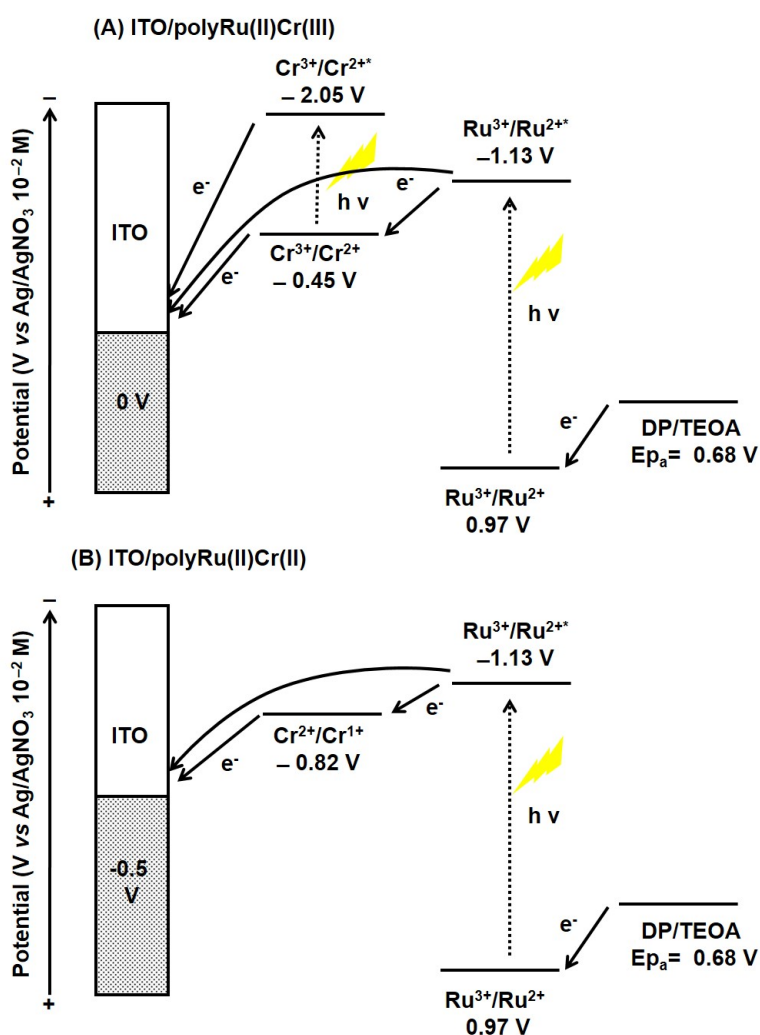 (A) ITO/polyRu(II)Cr(III)
Potential (V vs Ag/AgNO₃ 10⁻² M)
−
+
ITO
0 V
Cr³⁺/Cr²⁺*
− 2.05 V
e⁻
h ν
e⁻
Ru³⁺/Ru²⁺*
−1.13 V
Cr³⁺/Cr²⁺
− 0.45 V
e⁻
h ν
e⁻
DP/TEOA
Epₐ= 0.68 V
Ru³⁺/Ru²⁺
0.97 V
(B) ITO/polyRu(II)Cr(II)
Potential (V vs Ag/AgNO₃ 10⁻² M)
−
+
ITO
-0.5
V
Ru³⁺/Ru²⁺*
−1.13 V
e⁻
Cr²⁺/Cr¹⁺
− 0.82 V
e⁻
h ν
e⁻
DP/TEOA
Epₐ= 0.68 V
Ru³⁺/Ru²⁺
0.97 V